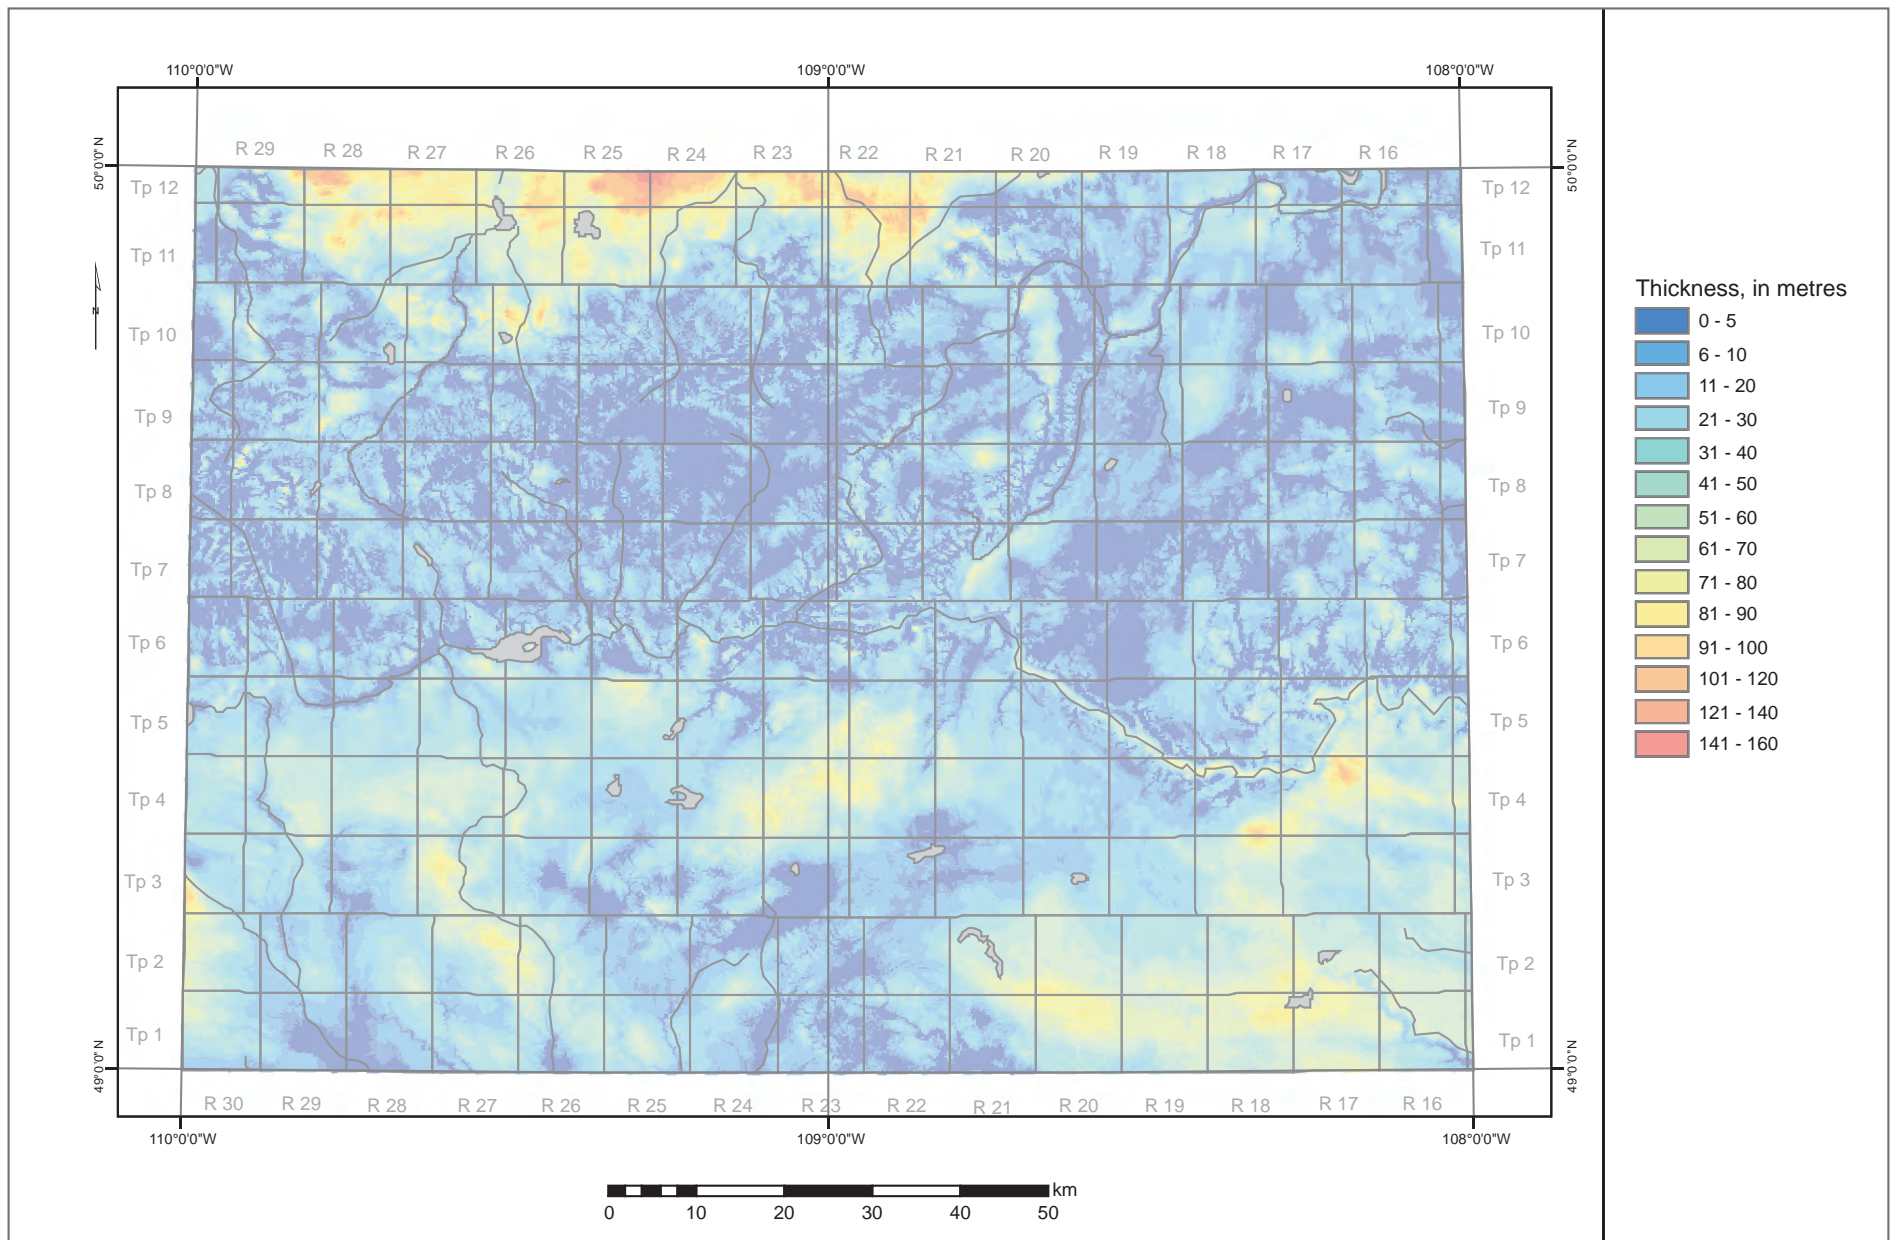 110°0'0"W 109°0'0"W 108°0'0"W
50°0'0"N 50°0'0"N
R 29 R 28 R 27 R 26 R 25 R 24 R 23 R 22 R 21 R 20 R 19 R 18 R 17 R 16
Tp 12 Tp 12
Tp 11 Tp 11
N
Tp 10 Tp 10
Tp 9 Tp 9
Tp 8 Tp 8
Tp 7 Tp 7
Tp 6 Tp 6
Tp 5 Tp 5
Tp 4 Tp 4
Tp 3 Tp 3
Tp 2 Tp 2
Tp 1 Tp 1
49°0'0"N 49°0'0"N
R 30 R 29 R 28 R 27 R 26 R 25 R 24 R 23 R 22 R 21 R 20 R 19 R 18 R 17 R 16
110°0'0"W 109°0'0"W 108°0'0"W
km
0 10 20 30 40 50
Thickness, in metres
0 - 5
6 - 10
11 - 20
21 - 30
31 - 40
41 - 50
51 - 60
61 - 70
71 - 80
81 - 90
91 - 100
101 - 120
121 - 140
141 - 160